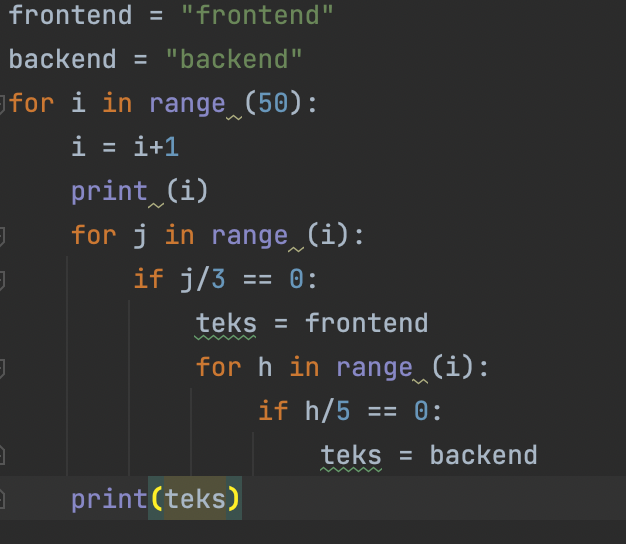 frontend = "frontend"
backend = "backend"
for i in range (50):
    i = i+1
    print (i)
    for j in range (i):
        if j/3 == 0:
            teks = frontend
            for h in range (i):
                if h/5 == 0:
                    teks = backend
    print(teks)